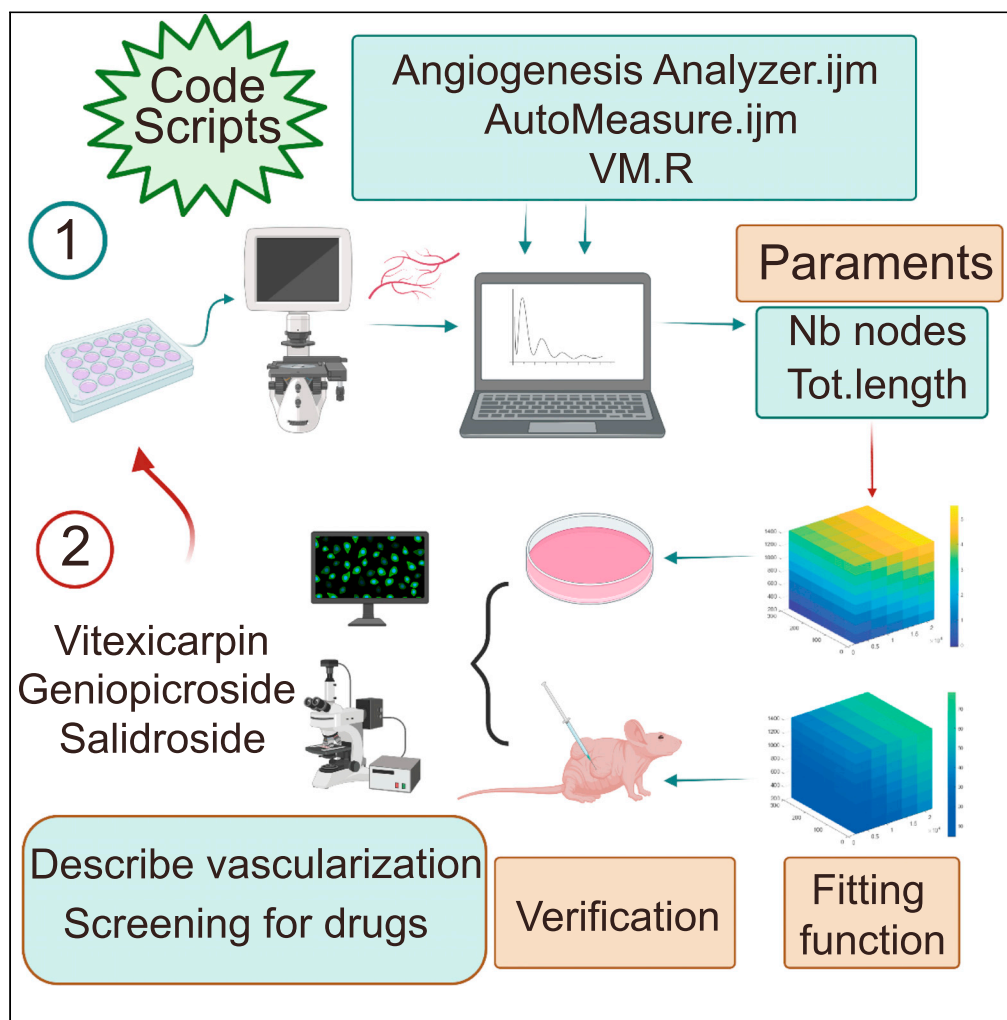 Code
Scripts
Angiogenesis Analyzer.ijm
AutoMeasure.ijm
VM.R
1
Paraments
Nb nodes
Tot.length
2
Vitexicarpin
Geniopicroside
Salidroside
Describe vascularization
Screening for drugs
Verification
Fitting
function